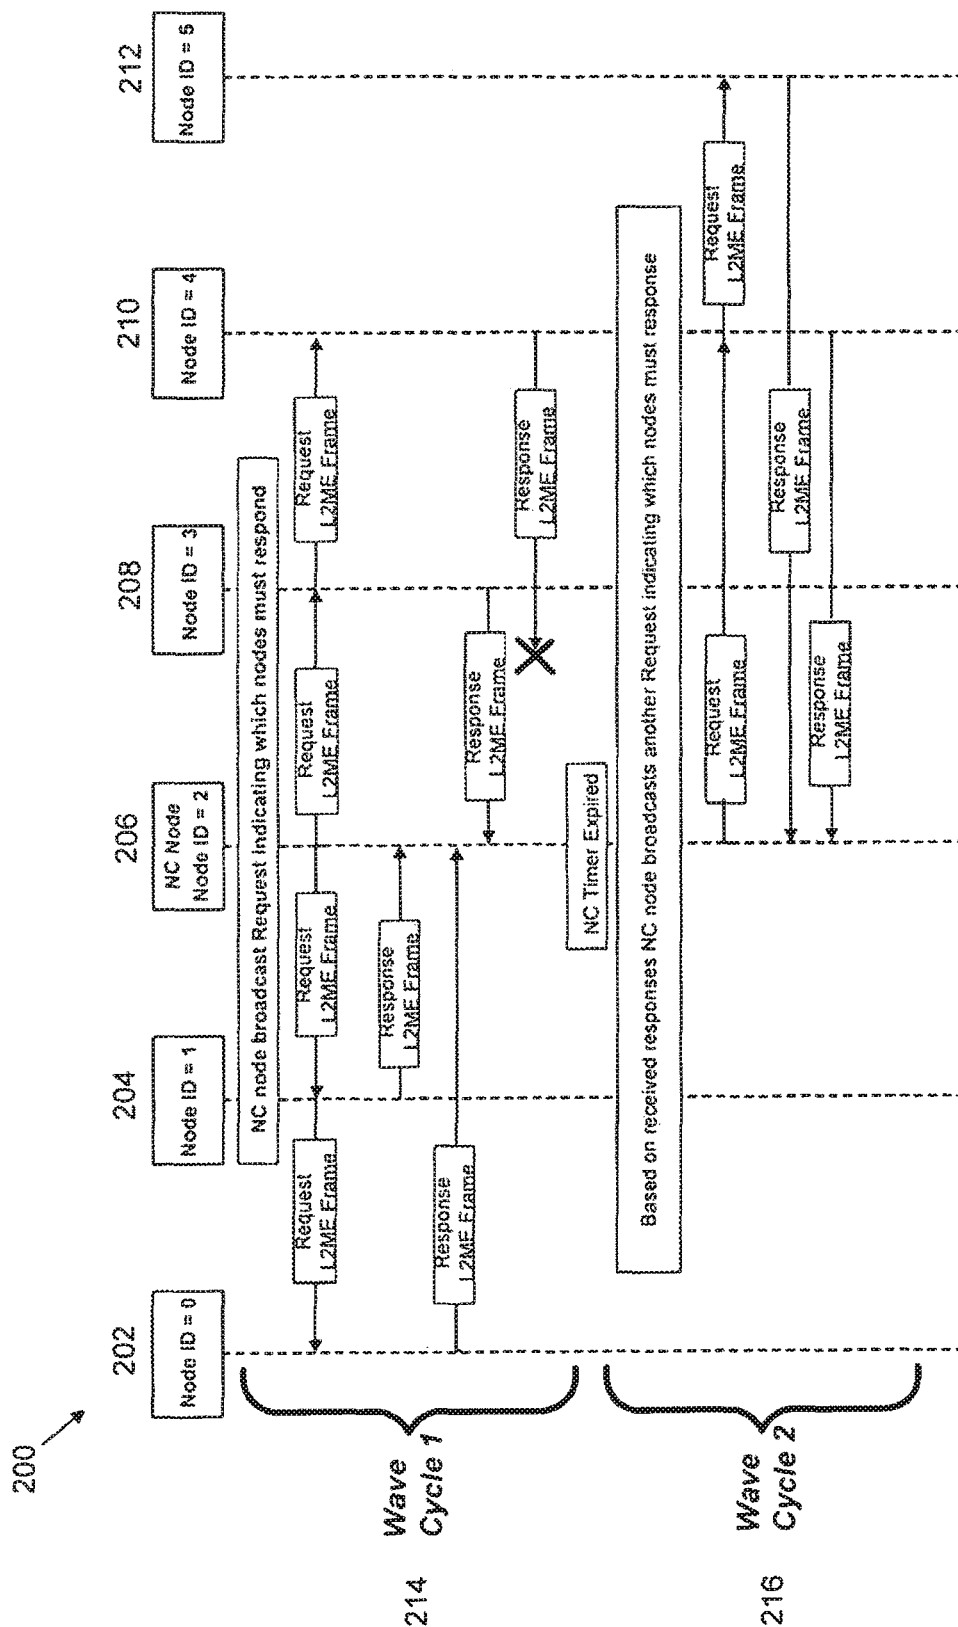 200
202
204
206
208
210
212
Node ID = 0
Node ID = 1
NC Node
Node ID = 2
Node ID = 3
Node ID = 4
Node ID = 5
NC node broadcast Request indicating which nodes must respond
Wave
Cycle 1
214
Request
L2ME Frame
Request
L2ME Frame
Request
L2ME Frame
Request
L2ME Frame
Response
L2ME Frame
Response
L2ME Frame
Response
L2ME Frame
Response
L2ME Frame
NC Timer Expired
Based on received responses NC node broadcasts another Request indicating which nodes must response
Wave
Cycle 2
216
Request
L2ME Frame
Request
L2ME Frame
Response
L2ME Frame
Response
L2ME Frame